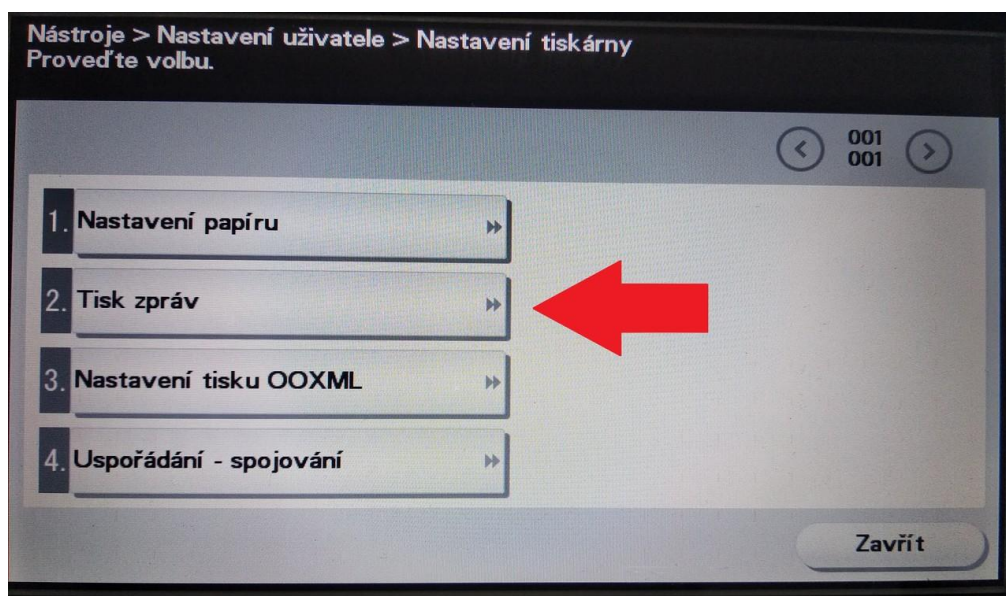 Nástroje > Nastavení uživatele > Nastavení tiskárny
Proveďte volbu.
001
001
1. Nastavení papíru
2. Tisk zpráv
3. Nastavení tisku OOXML
4. Uspořádání - spojování
Zavřít